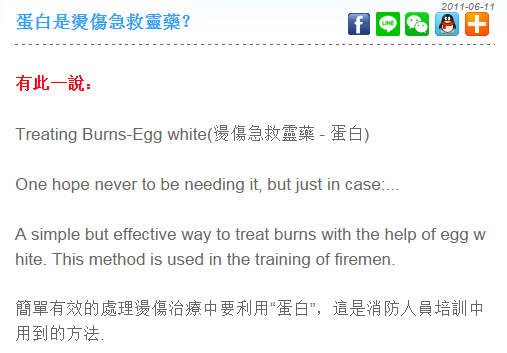 2011-06-11
蛋白是燙傷急救靈藥？
有此一說：
Treating Burns-Egg white(燙傷急救靈藥 - 蛋白)
One hope never to be needing it, but just in case:...
A simple but effective way to treat burns with the help of egg w
hite. This method is used in the training of firemen.
簡單有效的處理燙傷治療中要利用“蛋白”，這是消防人員培訓中
用到的方法.